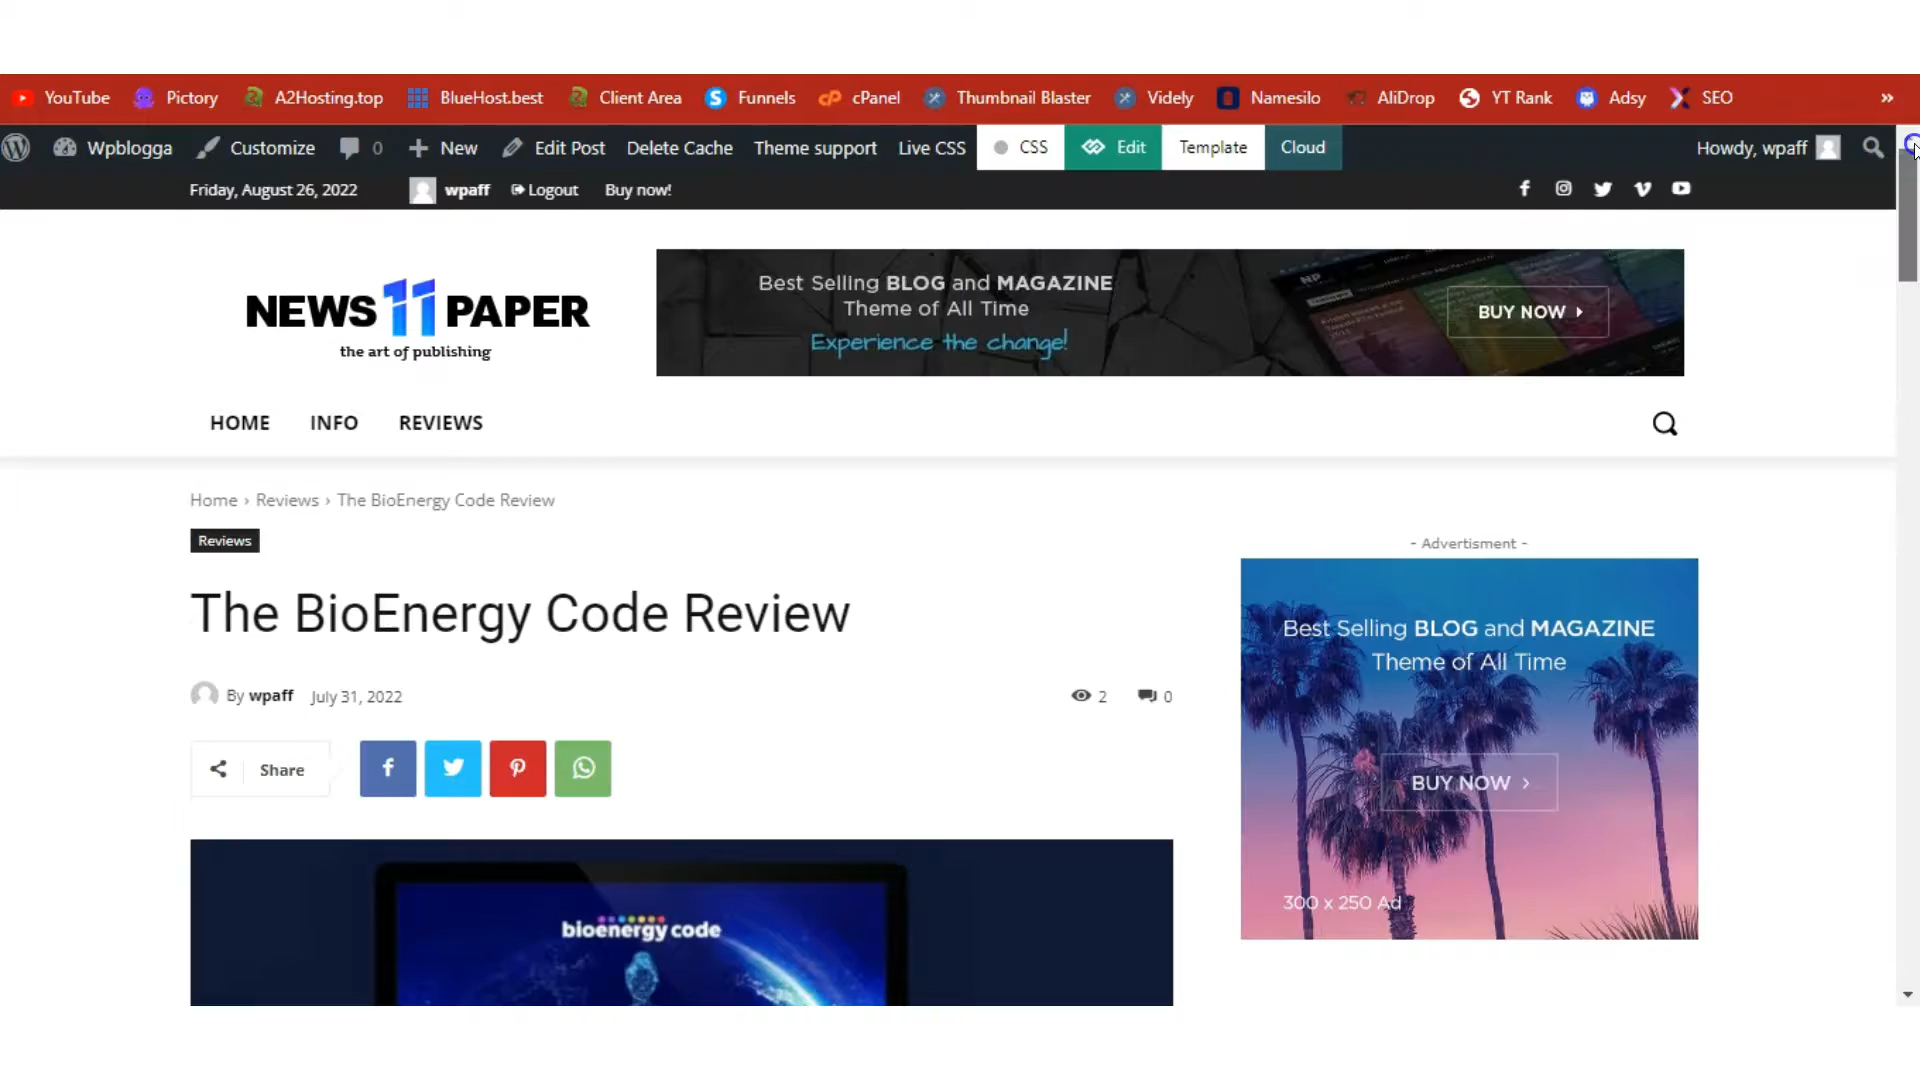 YouTube Pictory A2Hosting.top BlueHost.best Client Area Funnels cPanel Thumbnail Blaster Videly Namesilo AliDrop YT Rank Adsy SEO »
Wpblogga Customize 0 New Edit Post Delete Cache Theme support Live CSS CSS Edit Template Cloud Howdy, wpaff
Friday, August 26, 2022 wpaff Logout Buy now!
NEWS 11 PAPER
the art of publishing
Best Selling BLOG and MAGAZINE
Theme of All Time
Experience the change!
BUY NOW
HOME INFO REVIEWS
Home › Reviews › The BioEnergy Code Review
Reviews
The BioEnergy Code Review
By wpaff July 31, 2022 2 0
Share
bioenergy code
- Advertisment -
Best Selling BLOG and MAGAZINE
Theme of All Time
BUY NOW
300 x 250 Ad